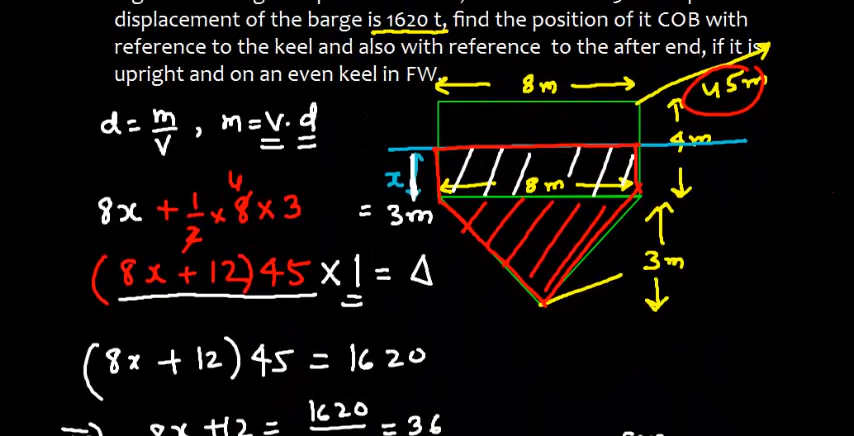 displacement of the barge is 1620 t, find the position of it COB with
reference to the keel and also with reference to the after end, if it is
upright and on an even keel in FW.
8m
45m
d = m/v , m = v . d
4m
x
8m
8x + 1/2 x 8 x 3
4
= 3m
3m
(8x + 12) 45 x 1 = Δ
(8x + 12) 45 = 1620
⇒ 8x + 12 = 1620 = 36